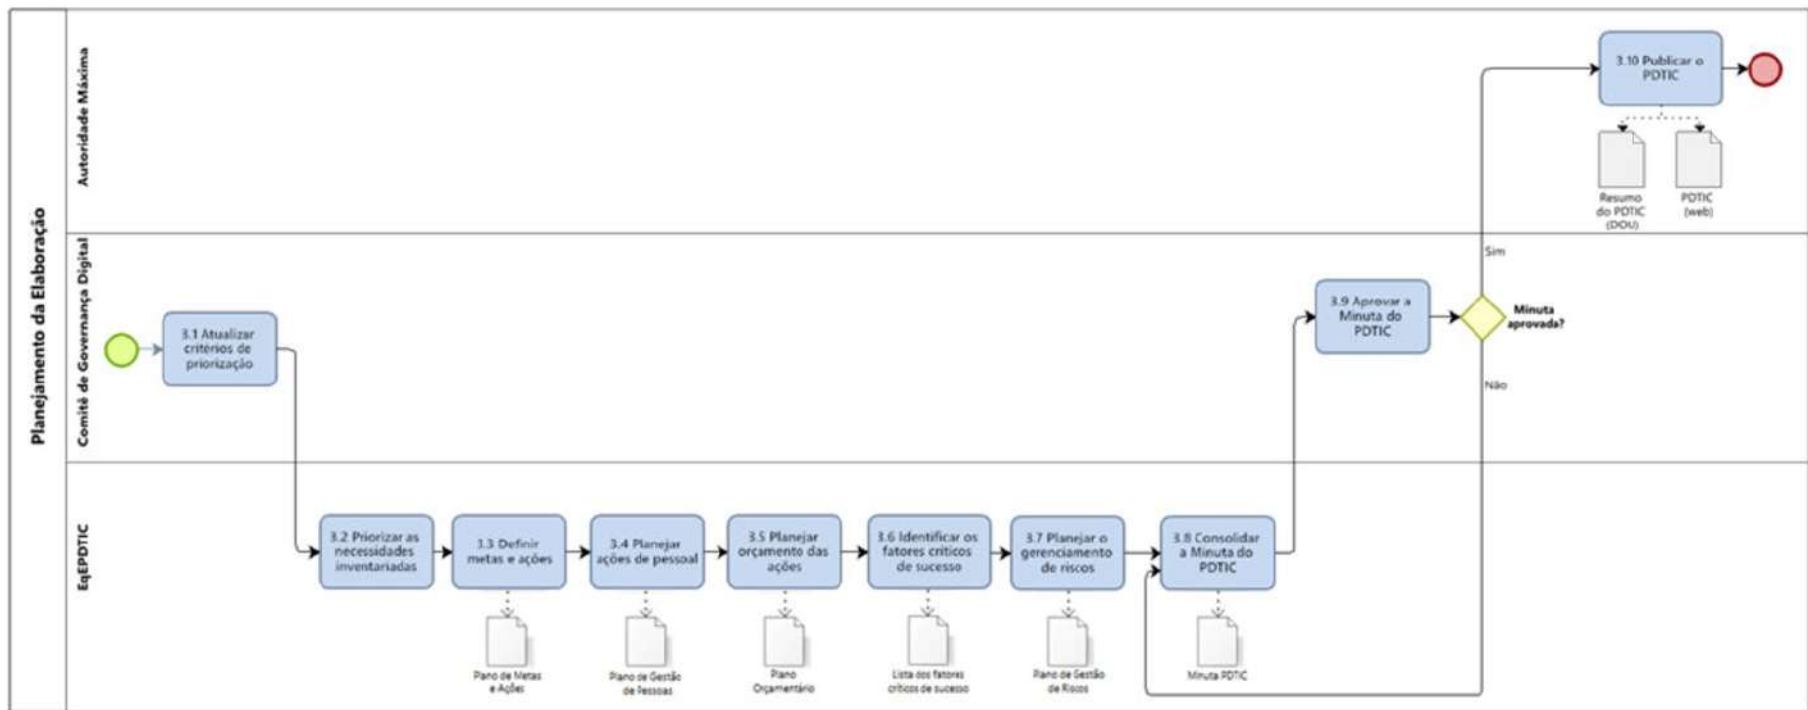 Planejamento da Elaboração
Autoridade Máxima
3.10 Publicar o
PDTIC
Resumo
do PDTIC
(DOU)
PDTIC
(web)
Comitê de Governança Digital
3.1 Atualizar
critérios de
priorização
3.9 Aprovar a
Minuta do
PDTIC
Sim
Minuta
aprovada?
Não
EqEPDTIC
3.2 Priorizar as
necessidades
inventariadas
3.3 Definir
metas e ações
3.4 Planejar
ações de pessoal
3.5 Planejar
orçamento das
ações
3.6 Identificar os
fatores críticos
de sucesso
3.7 Planejar o
gerenciamento
de riscos
3.8 Consolidar
a Minuta do
PDTIC
Plano de Metas
e Ações
Plano de Gestão
de Pessoas
Plano
Orçamentário
Lista dos fatores
críticos de sucesso
Plano de Gestão
de Riscos
Minuta PDTIC